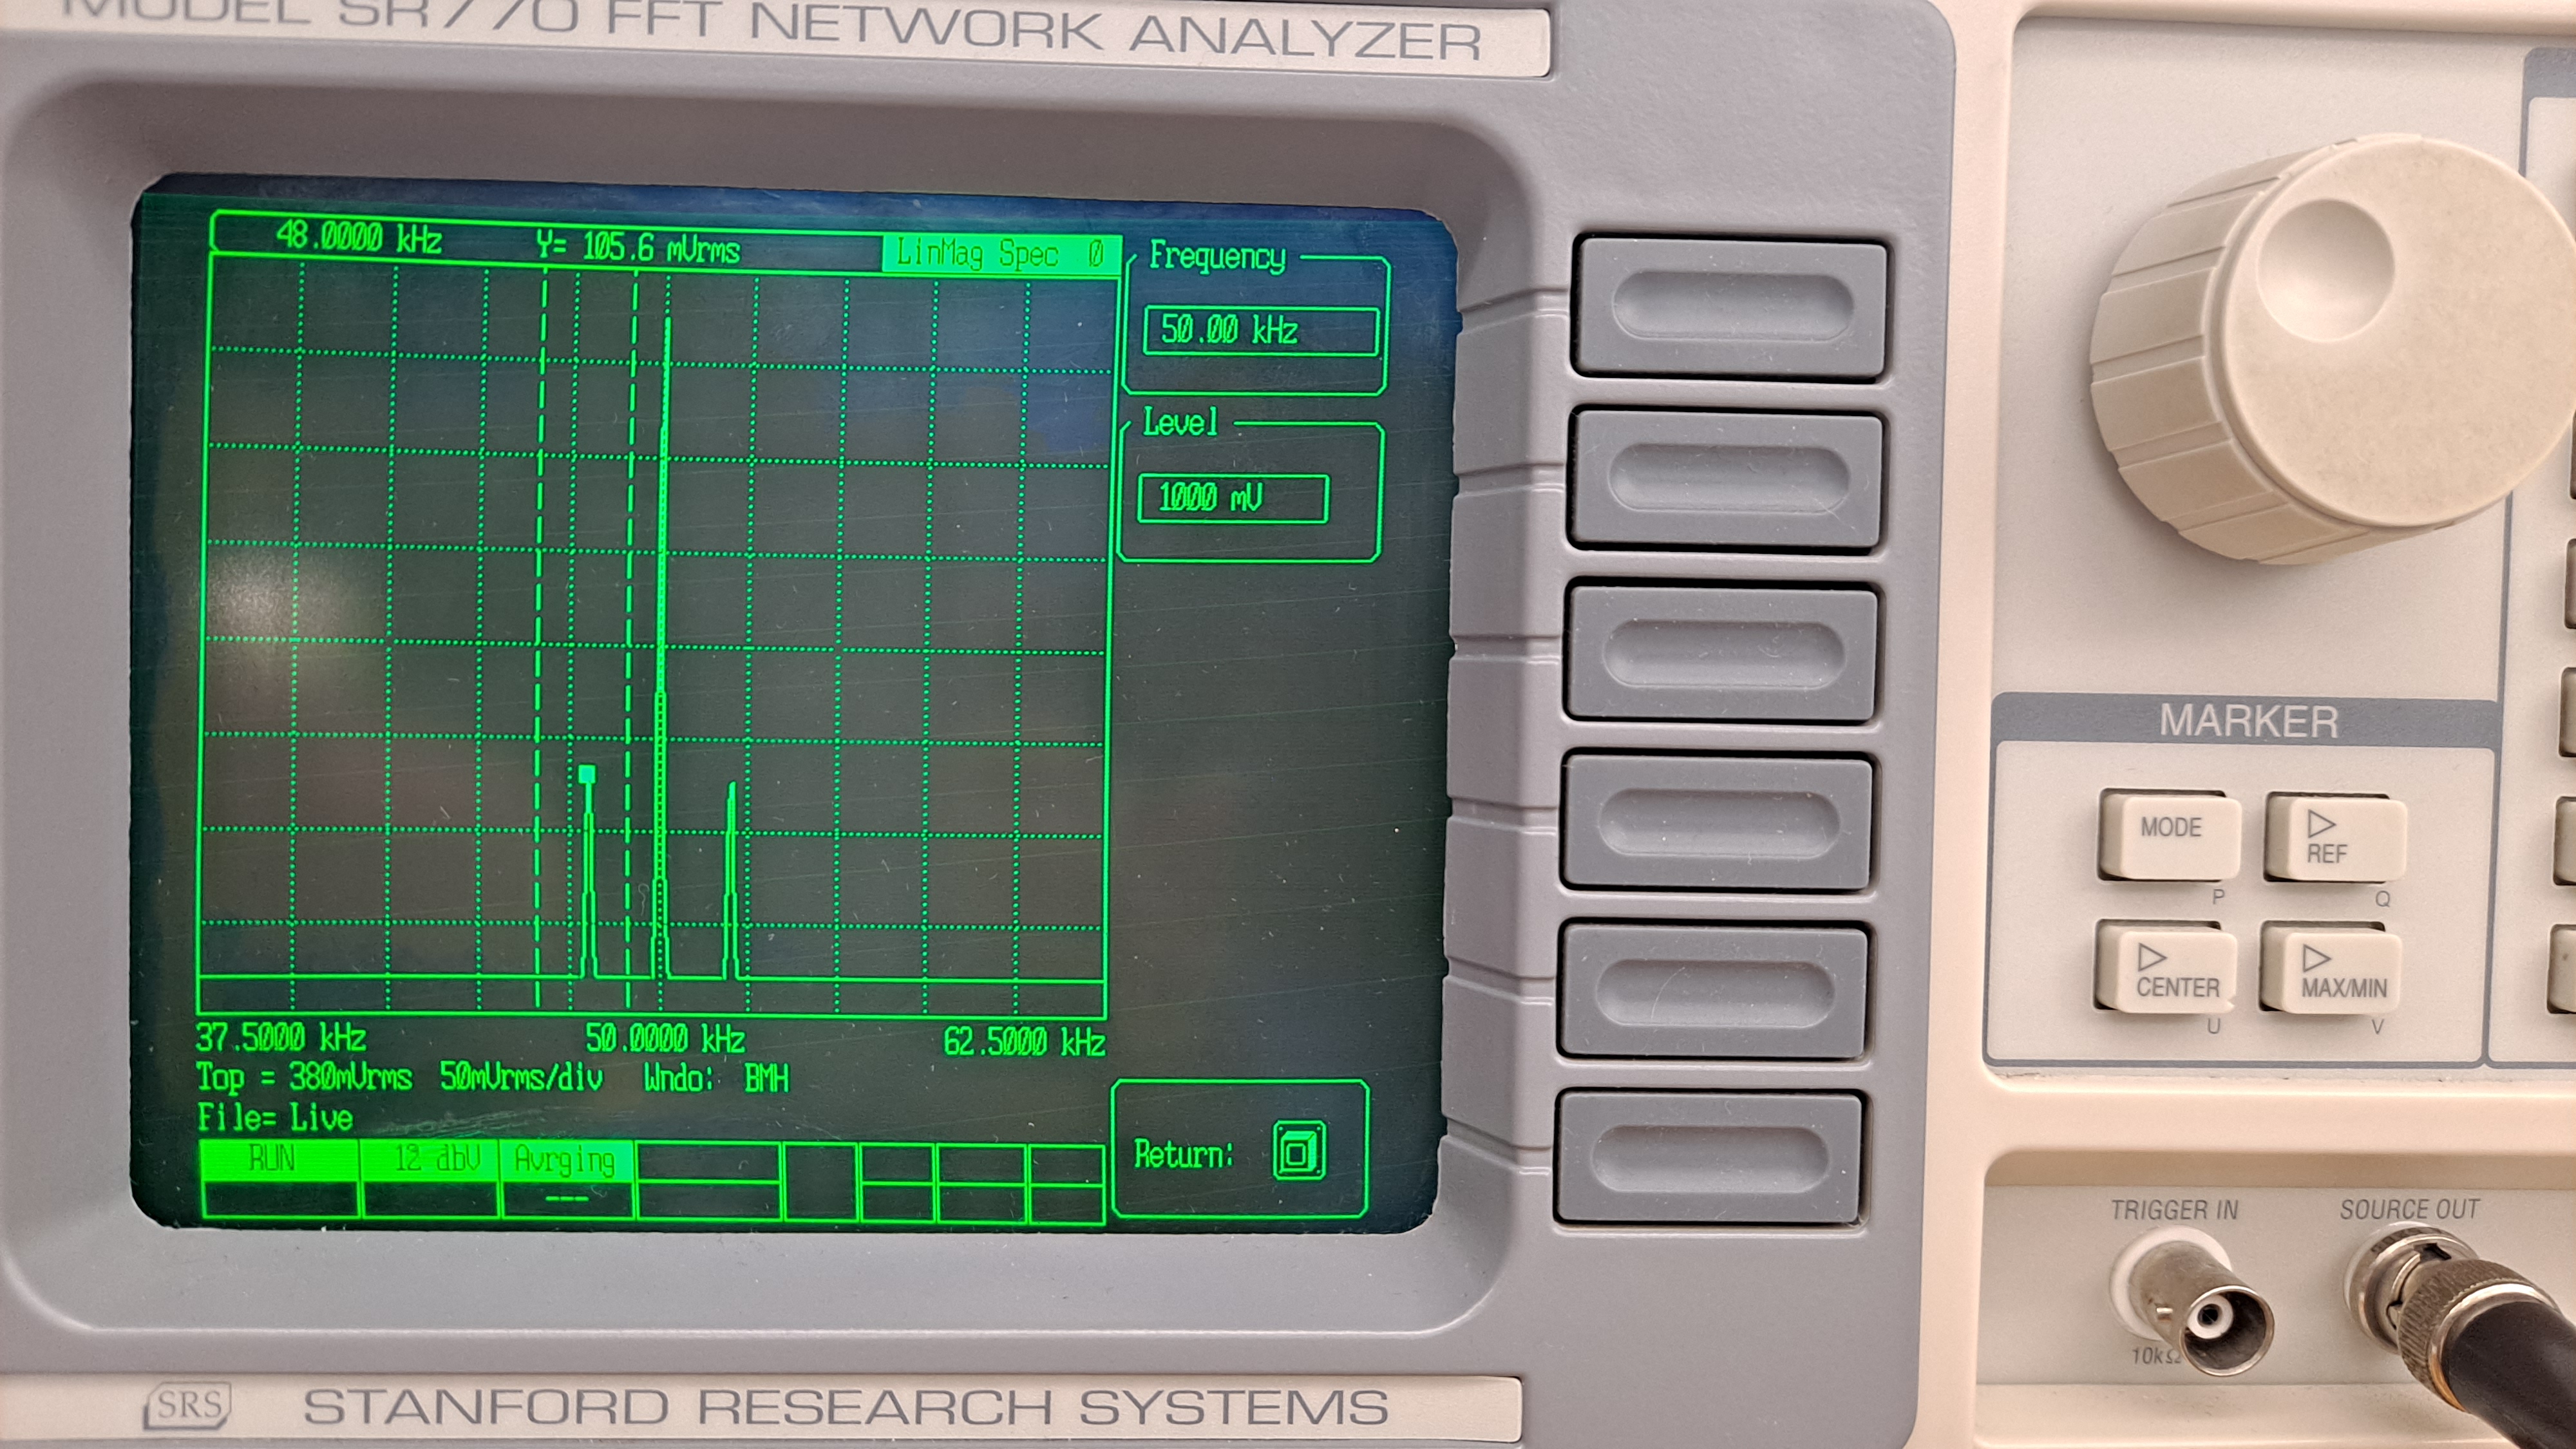 MODEL SR770 FFT NETWORK ANALYZER
48.0000 kHz Y= 105.6 mVrms LinMag Spec 0
Frequency
50.00 kHz
Level
1000 mV
37.5000 kHz 50.0000 kHz 62.5000 kHz
Top = 380mVrms 50mVrms/div Wndo: BMH
File= Live
RUN 12 dbV Avrging
---
Return:
SRS STANFORD RESEARCH SYSTEMS
MARKER
MODE
P
REF
Q
CENTER
U
MAX/MIN
V
TRIGGER IN
10kΩ
SOURCE OUT